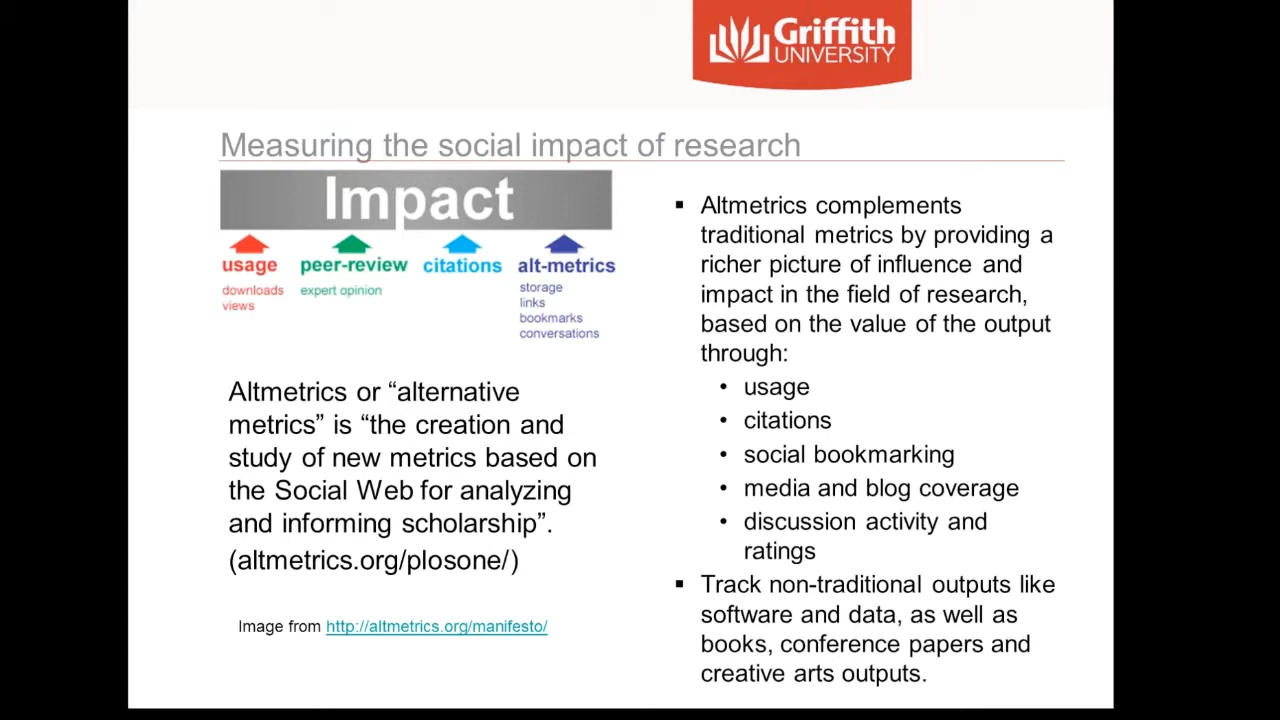 Griffith
UNIVERSITY
Measuring the social impact of research
Impact
usage
downloads
views
peer-review
expert opinion
citations
alt-metrics
storage
links
bookmarks
conversations
Altmetrics or “alternative
metrics” is “the creation and
study of new metrics based on
the Social Web for analyzing
and informing scholarship”.
(altmetrics.org/plosone/)
Image from http://altmetrics.org/manifesto/
▪ Altmetrics complements
traditional metrics by providing a
richer picture of influence and
impact in the field of research,
based on the value of the output
through:
• usage
• citations
• social bookmarking
• media and blog coverage
• discussion activity and
ratings
▪ Track non-traditional outputs like
software and data, as well as
books, conference papers and
creative arts outputs.